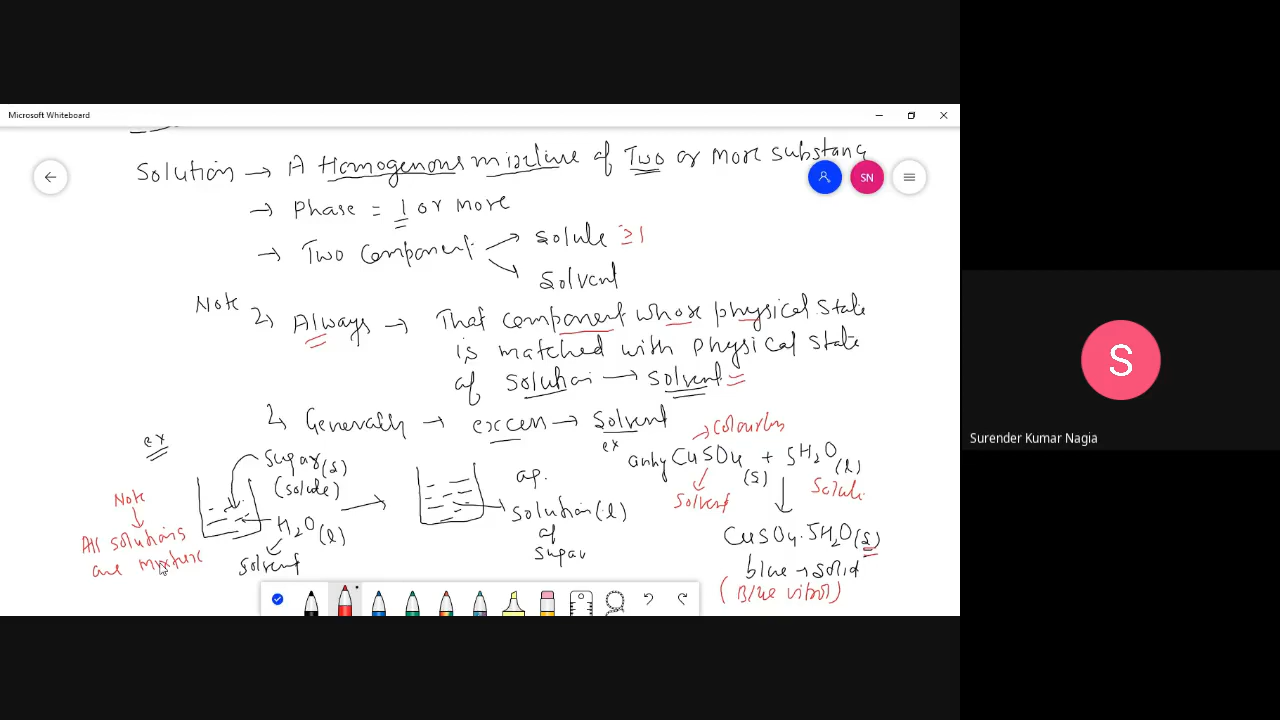 Microsoft Whiteboard
Solution → A Homogenous mixture of Two or more substanc
→ Phase = 1 or more
→ Two Component
Solute ≥1
Solvent
SN
Note
Always → That component whose physical State
is matched with physical State
of Solution → Solvent
Generally → excess → Solvent
ex
Sugar(s)
(Solute)
H2O(l)
Solvent
ap.
Solution(l)
of
Sugar
Note
All solutions
are mixture
ex
→ Colourless
anhy CuSO4(s) + 5H2O(l)
Solvent
Solute
CuSO4.5H2O(s)
blue → solid
(Blue vitrol)
S
Surender Kumar Nagia